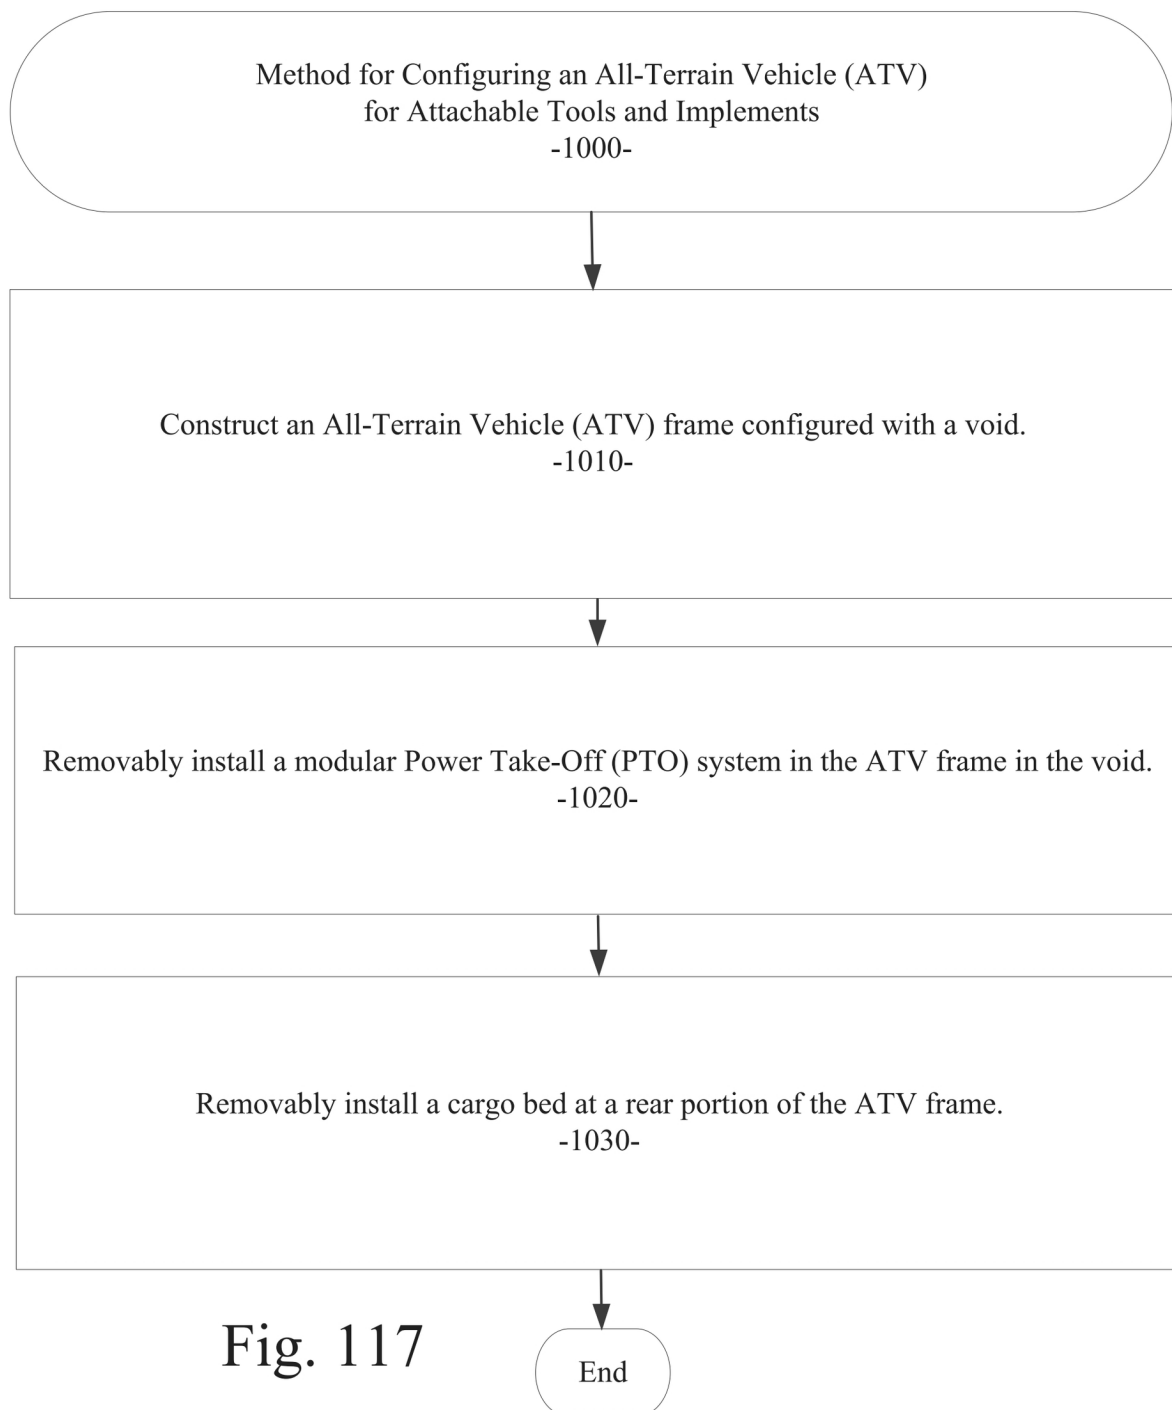 Method for Configuring an All-Terrain Vehicle (ATV)
for Attachable Tools and Implements
-1000-
Construct an All-Terrain Vehicle (ATV) frame configured with a void.
-1010-
Removably install a modular Power Take-Off (PTO) system in the ATV frame in the void.
-1020-
Removably install a cargo bed at a rear portion of the ATV frame.
-1030-
Fig. 117
End